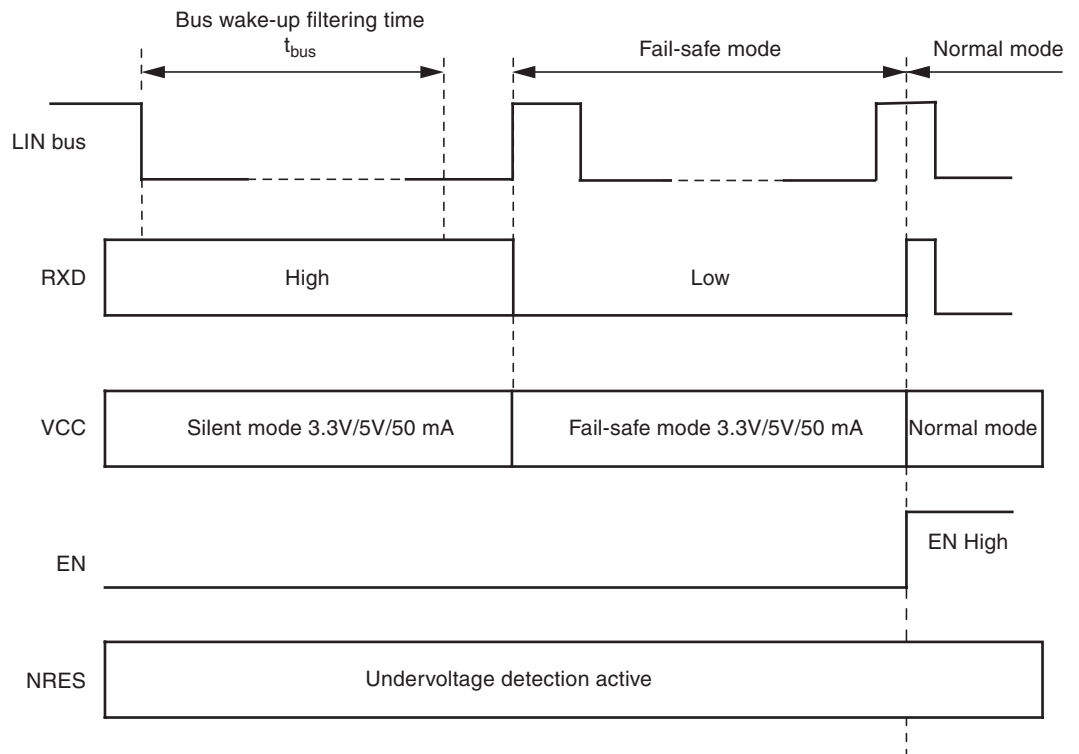 Bus wake-up filtering time
tbus
Fail-safe mode
Normal mode
LIN bus
RXD
High
Low
VCC
Silent mode 3.3V/5V/50 mA
Fail-safe mode 3.3V/5V/50 mA
Normal mode
EN
EN High
NRES
Undervoltage detection active